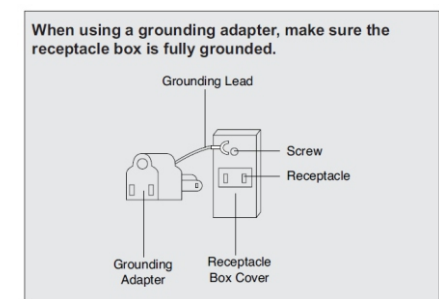 When using a grounding adapter, make sure the
receptacle box is fully grounded.
Grounding Lead
Screw
Receptacle
Grounding
Adapter
Receptacle
Box Cover